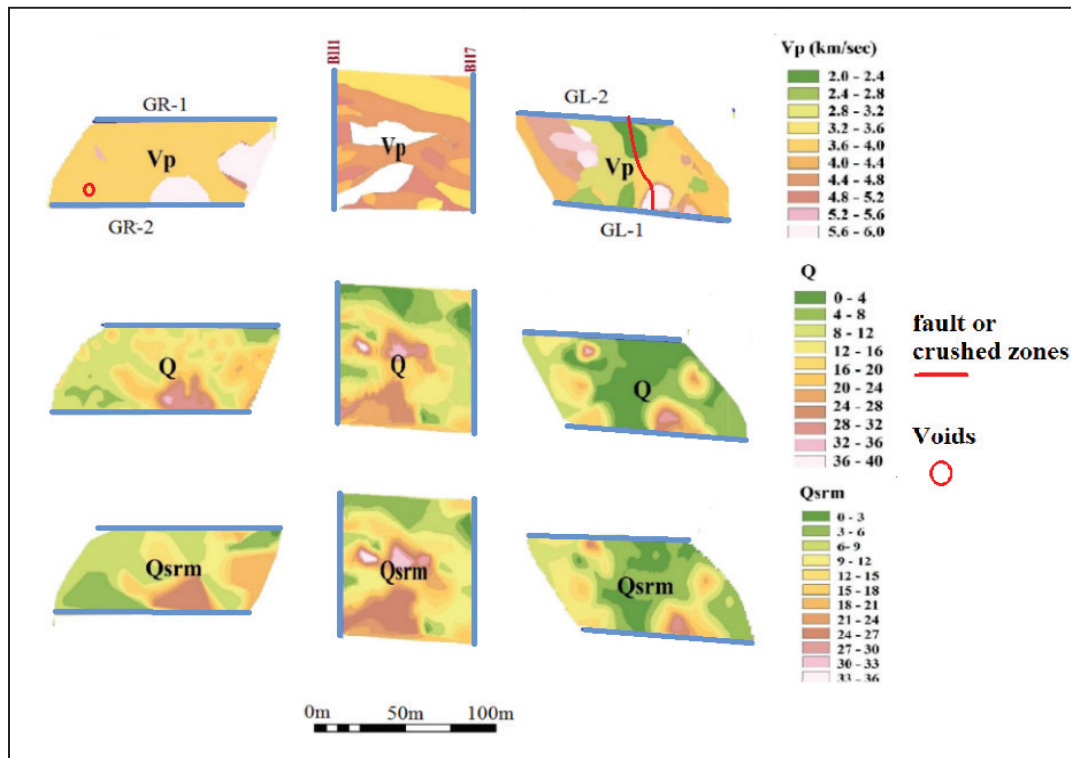 BH1
BH7
GR-1
Vp
GR-2
Vp
GL-2
Vp
GL-1
Vp (km/sec)
2.0 - 2.4
2.4 - 2.8
2.8 - 3.2
3.2 - 3.6
3.6 - 4.0
4.0 - 4.4
4.4 - 4.8
4.8 - 5.2
5.2 - 5.6
5.6 - 6.0
Q
Q
Q
Q
0 - 4
4 - 8
8 - 12
12 - 16
16 - 20
20 - 24
24 - 28
28 - 32
32 - 36
36 - 40
fault or
crushed zones
Voids
Qsrm
Qsrm
Qsrm
Qsrm
0 - 3
3 - 6
6 - 9
9 - 12
12 - 15
15 - 18
18 - 21
21 - 24
24 - 27
27 - 30
30 - 33
33 - 36
0m 50m 100m